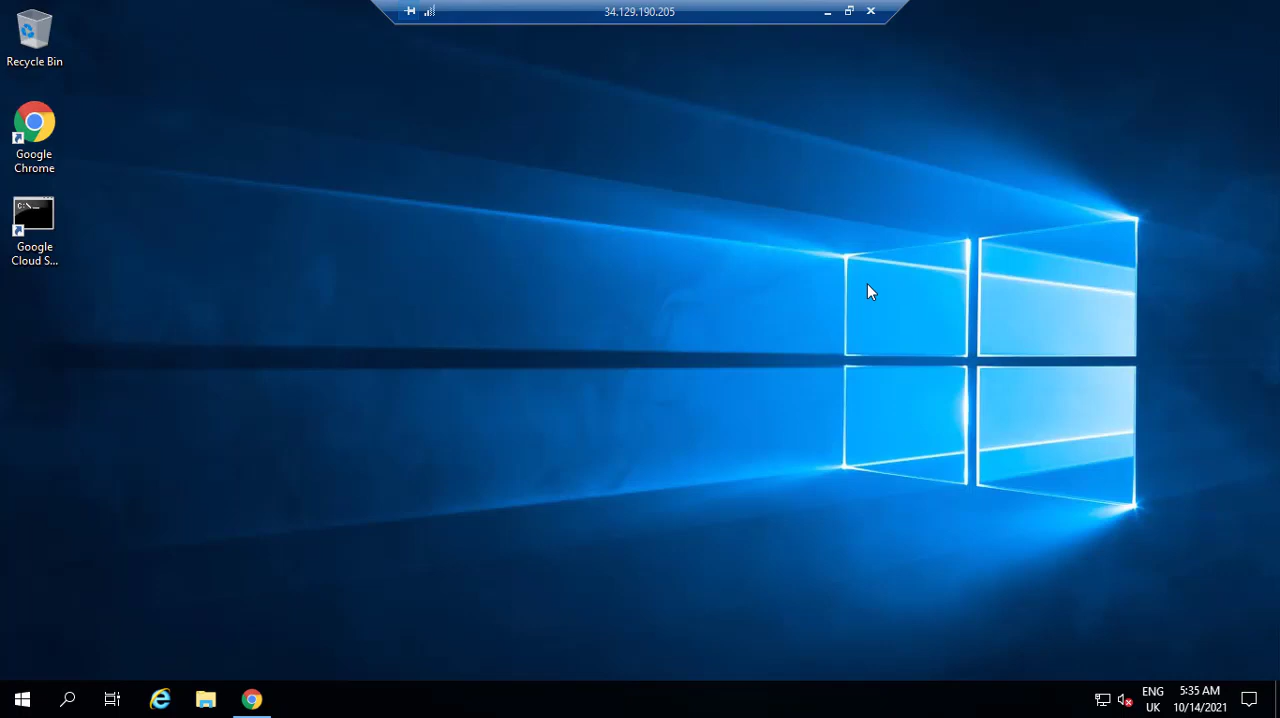 34.129.190.205
Recycle Bin
Google
Chrome
C:\_
Google
Cloud S...
ENG
UK
5:35 AM
10/14/2021